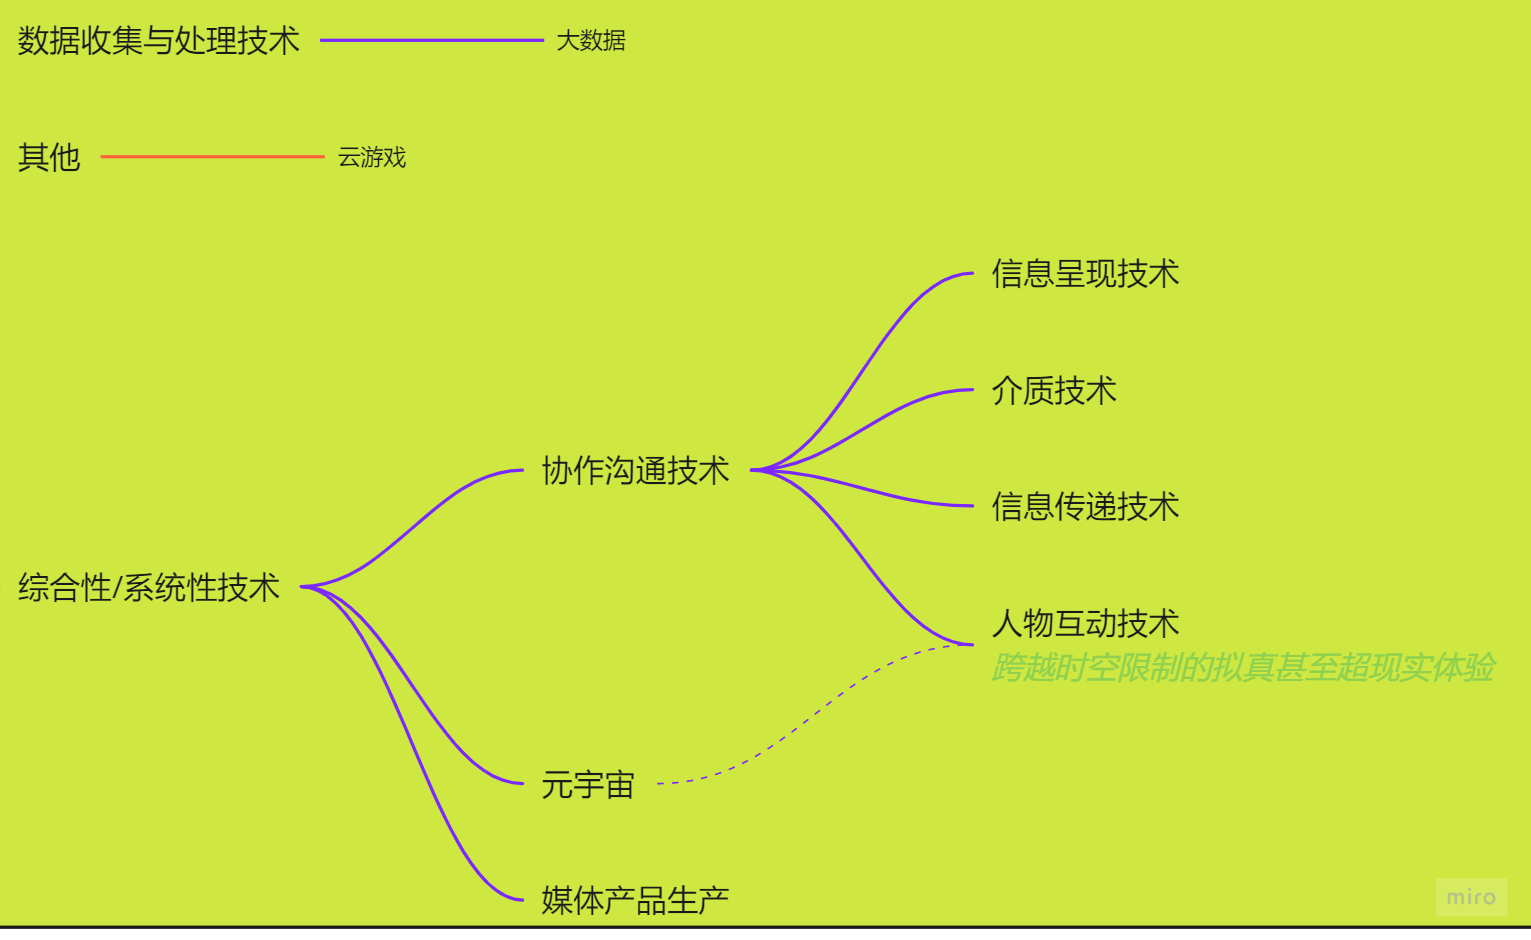 数据收集与处理技术
大数据
其他
云游戏
信息呈现技术
介质技术
协作沟通技术
信息传递技术
综合性/系统性技术
人物互动技术
跨越时空限制的拟真甚至超现实体验
元宇宙
媒体产品生产
miro